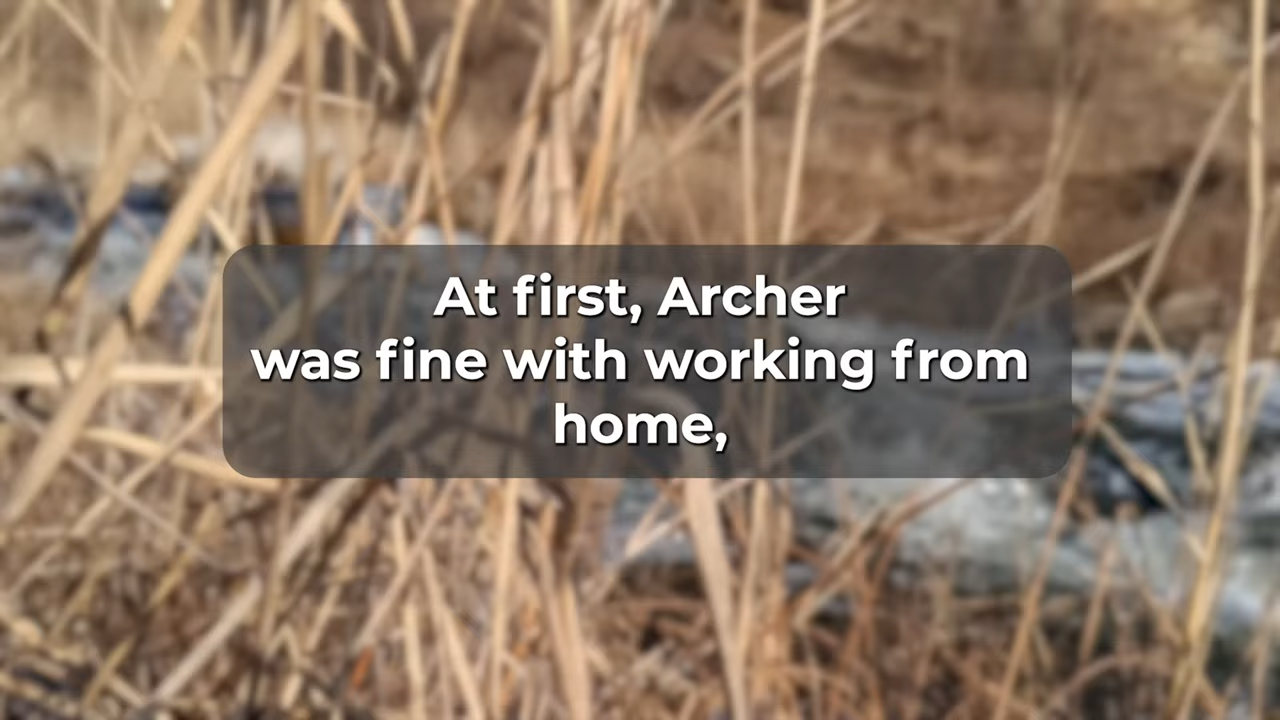 At first, Archer
was fine with working from
home,